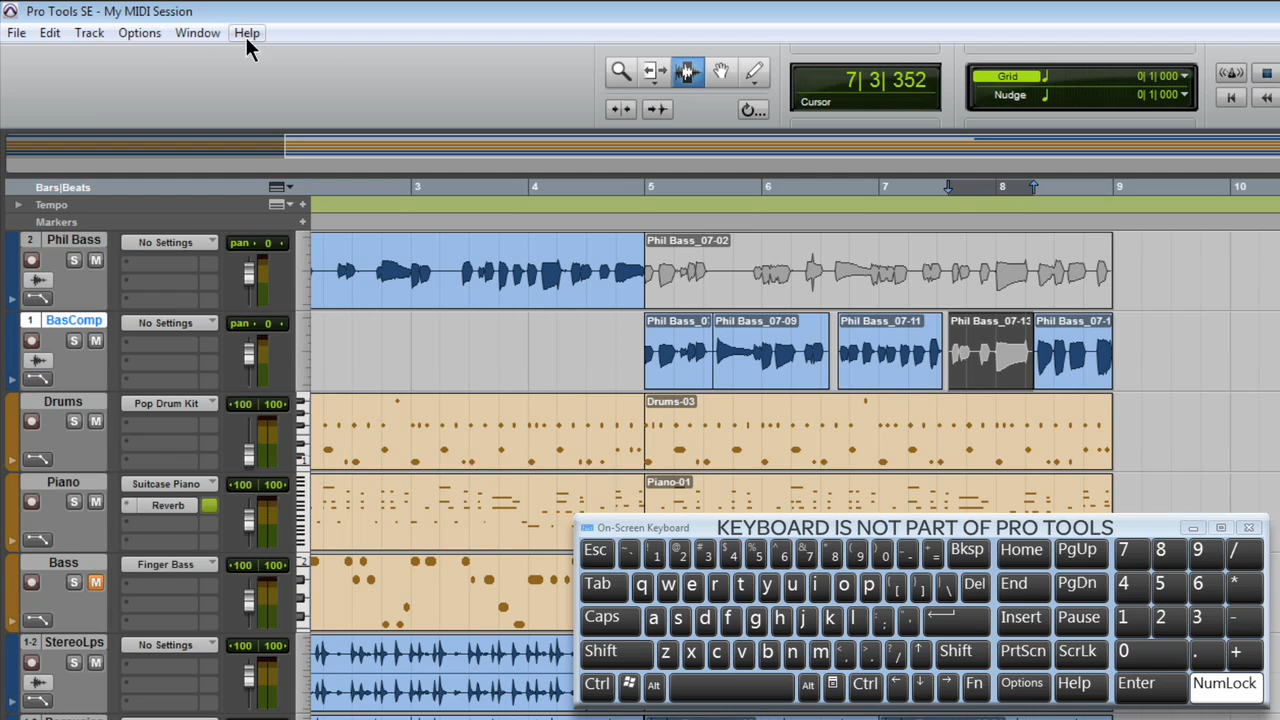 Pro Tools SE - My MIDI Session
File Edit Track Options Window Help
7| 3| 352
Cursor
Grid 0| 1| 000
Nudge 0| 1| 000
Bars|Beats 3 4 5 6 7 8 9 10
Tempo
Markers
2 Phil Bass No Settings pan 0 Phil Bass_07-02
S M
1 BasComp No Settings pan 0 Phil Bass_0 Phil Bass_07-09 Phil Bass_07-11 Phil Bass_07-13 Phil Bass_07-1
S M
Drums Pop Drum Kit 100 100 Drums-03
S M
1
Piano Suitcase Piano 100 100 Piano-01
S M Reverb
Bass Finger Bass 100 100 2
S M
1-2 StereoLps No Settings 100 100
S M
On-Screen Keyboard KEYBOARD IS NOT PART OF PRO TOOLS
Esc ~ ` ! 1 @ 2 # 3 $ 4 % 5 ^ 6 & 7 * 8 ( 9 ) 0 _ - + = Bksp Home PgUp 7 8 9 /
Tab q w e r t y u i o p { [ } ] | \ Del End PgDn 4 5 6 *
Caps a s d f g h j k l : ; " ' Insert Pause 1 2 3 -
Shift z x c v b n m < , > . ? / Shift PrtScn ScrLk 0 . +
Ctrl Alt Alt Ctrl Fn Options Help Enter NumLock